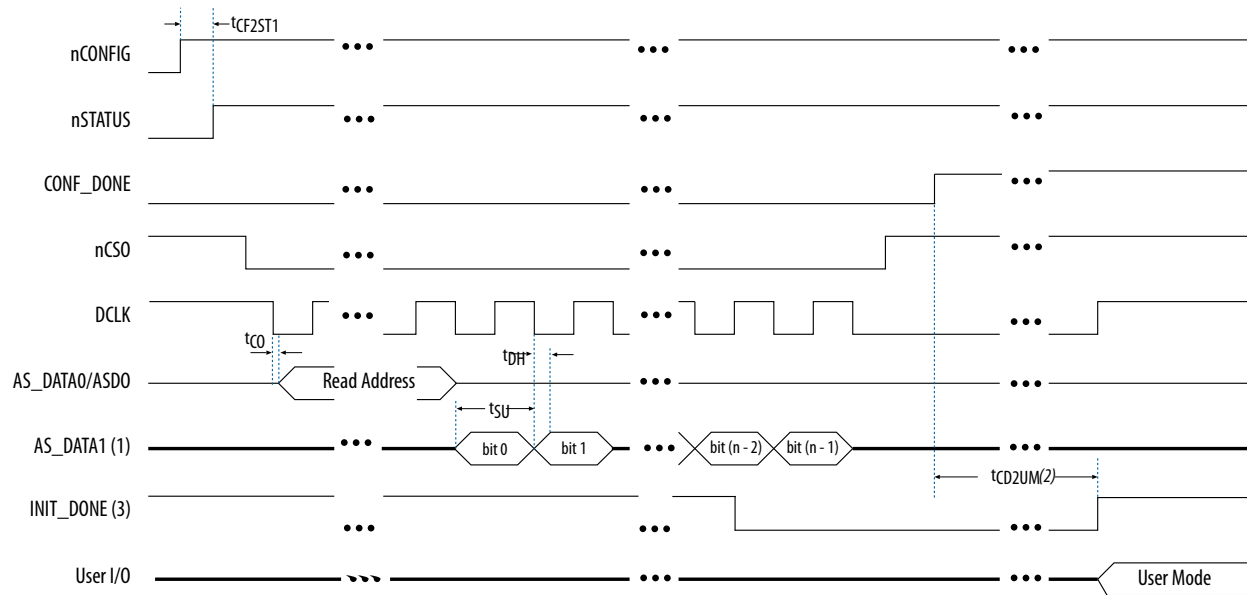 tCF2ST1
nCONFIG
nSTATUS
CONF_DONE
nCSO
DCLK
tCO
tDH
AS_DATA0/ASDO
Read Address
tSU
AS_DATA1 (1)
bit 0
bit 1
bit (n - 2)
bit (n - 1)
tCD2UM(2)
INIT_DONE (3)
User I/O
User Mode